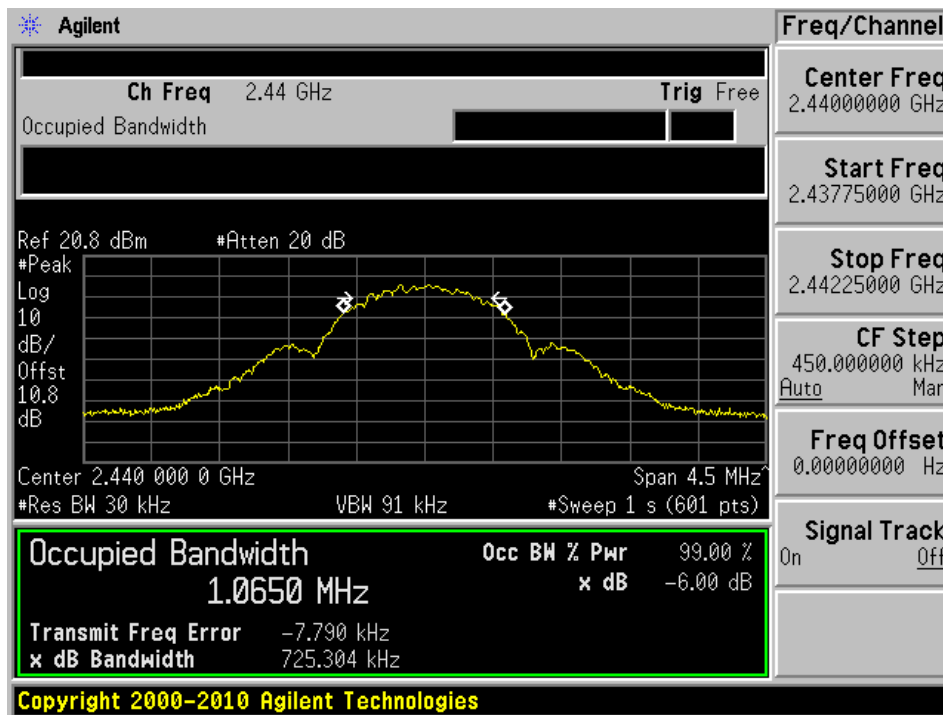 Agilent
Freq/Channel
Ch Freq 2.44 GHz Trig Free
Occupied Bandwidth
Center Freq
2.44000000 GHz
Start Freq
2.43775000 GHz
Stop Freq
2.44225000 GHz
CF Step
450.000000 kHz
Auto Man
Freq Offset
0.00000000 Hz
Signal Track
On Off
Ref 20.8 dBm #Atten 20 dB
#Peak
Log
10
dB/
Offst
10.8
dB
Center 2.440 000 0 GHz Span 4.5 MHz^
#Res BW 30 kHz VBW 91 kHz #Sweep 1 s (601 pts)
Occupied Bandwidth Occ BW % Pwr 99.00 %
1.0650 MHz x dB -6.00 dB
Transmit Freq Error -7.790 kHz
x dB Bandwidth 725.304 kHz
Copyright 2000-2010 Agilent Technologies